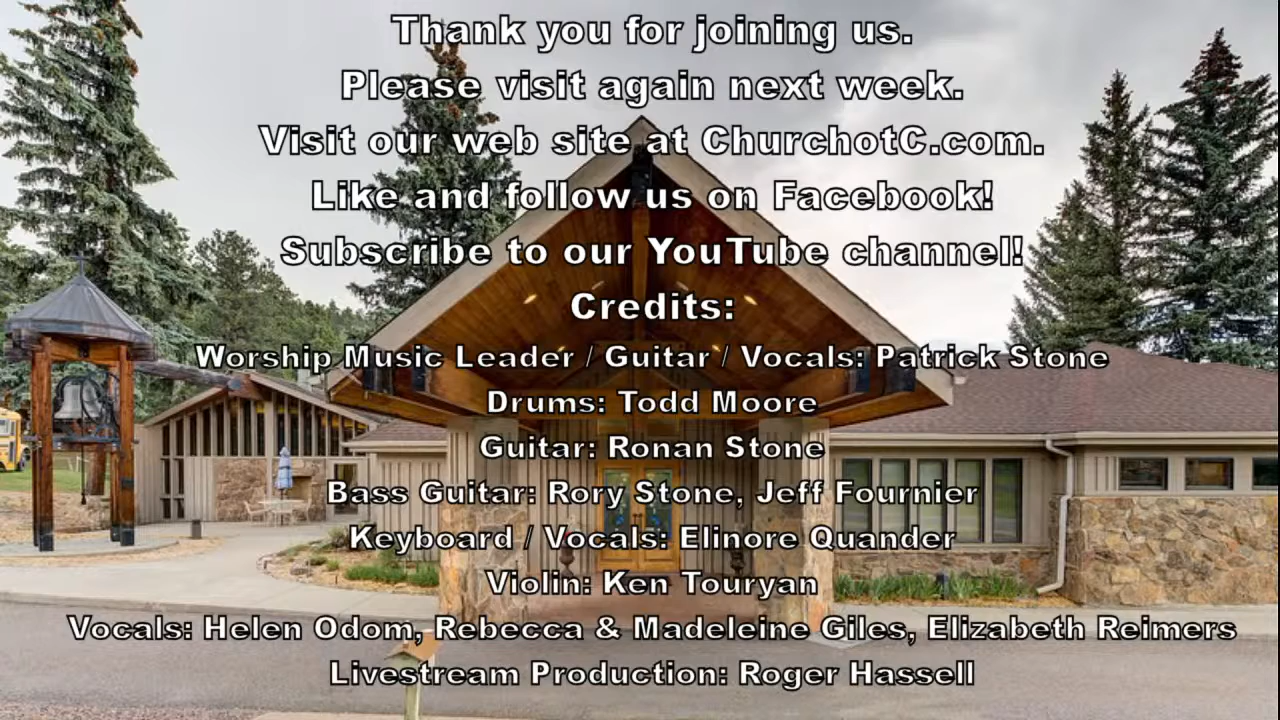 Thank you for joining us.
Please visit again next week.
Visit our web site at ChurchotC.com.
Like and follow us on Facebook!
Subscribe to our YouTube channel!
Credits:
Worship Music Leader / Guitar / Vocals: Patrick Stone
Drums: Todd Moore
Guitar: Ronan Stone
Bass Guitar: Rory Stone, Jeff Fournier
Keyboard / Vocals: Elinore Quander
Violin: Ken Touryan
Vocals: Helen Odom, Rebecca & Madeleine Giles, Elizabeth Reimers
Livestream Production: Roger Hassell